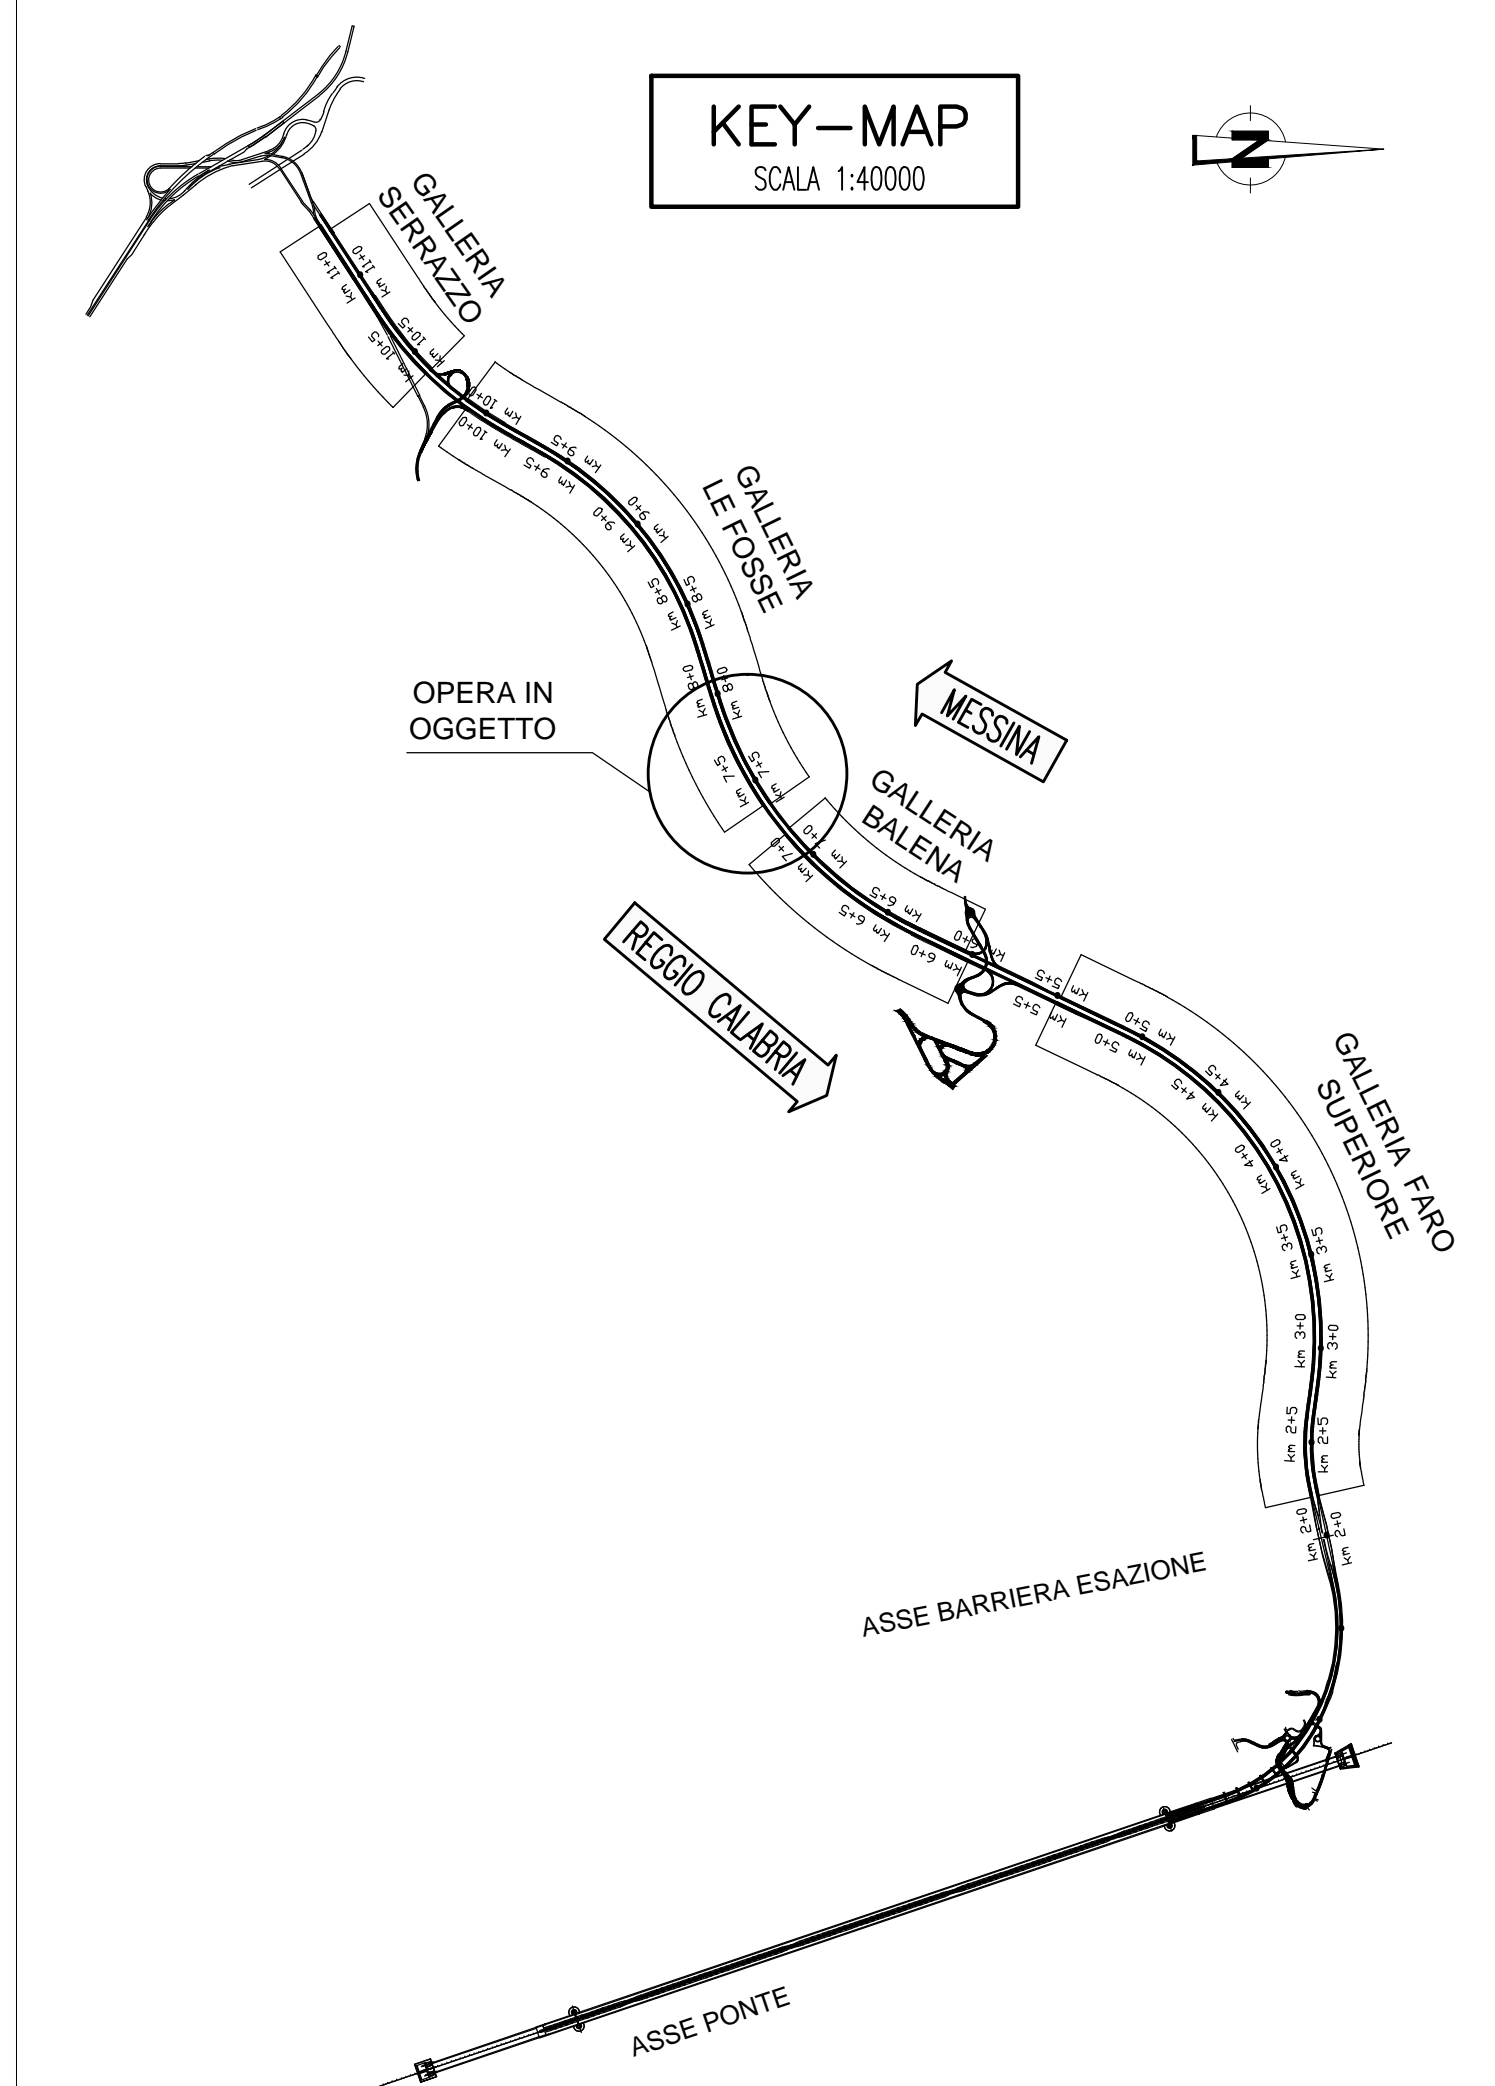 KEY-MAP
SCALA 1:40000
N
GALLERIA
SERRAZZO
km 11+0
km 11+0
km 10+5
km 10+5
km 10+0
km 10+0
GALLERIA
LE FOSSE
km 9+5
km 9+5
km 9+0
km 9+0
km 8+5
km 8+5
km 8+0
km 8+0
OPERA IN
OGGETTO
MESSINA
km 7+5
km 7+5
GALLERIA
BALENA
km 7+0
km 7+0
km 6+5
km 6+5
km 6+0
km 6+0
REGGIO CALABRIA
km 5+5
km 5+5
km 5+0
km 5+0
GALLERIA FARO
SUPERIORE
km 4+5
km 4+5
km 4+0
km 4+0
km 3+5
km 3+5
km 3+0
km 3+0
km 2+5
km 2+5
km 2+0
km 2+0
ASSE BARRIERA ESAZIONE
ASSE PONTE